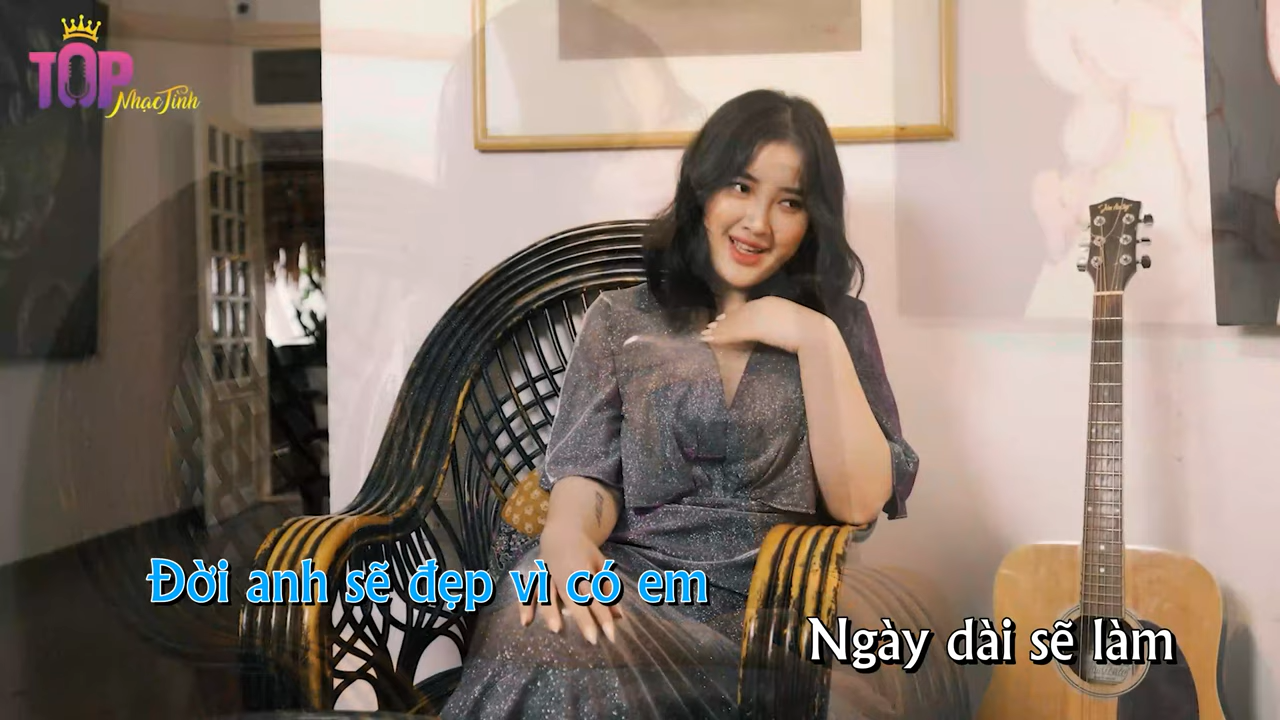 TOP
Nhạc Tình
Đời anh sẽ đẹp vì có em
Ngày dài sẽ làm